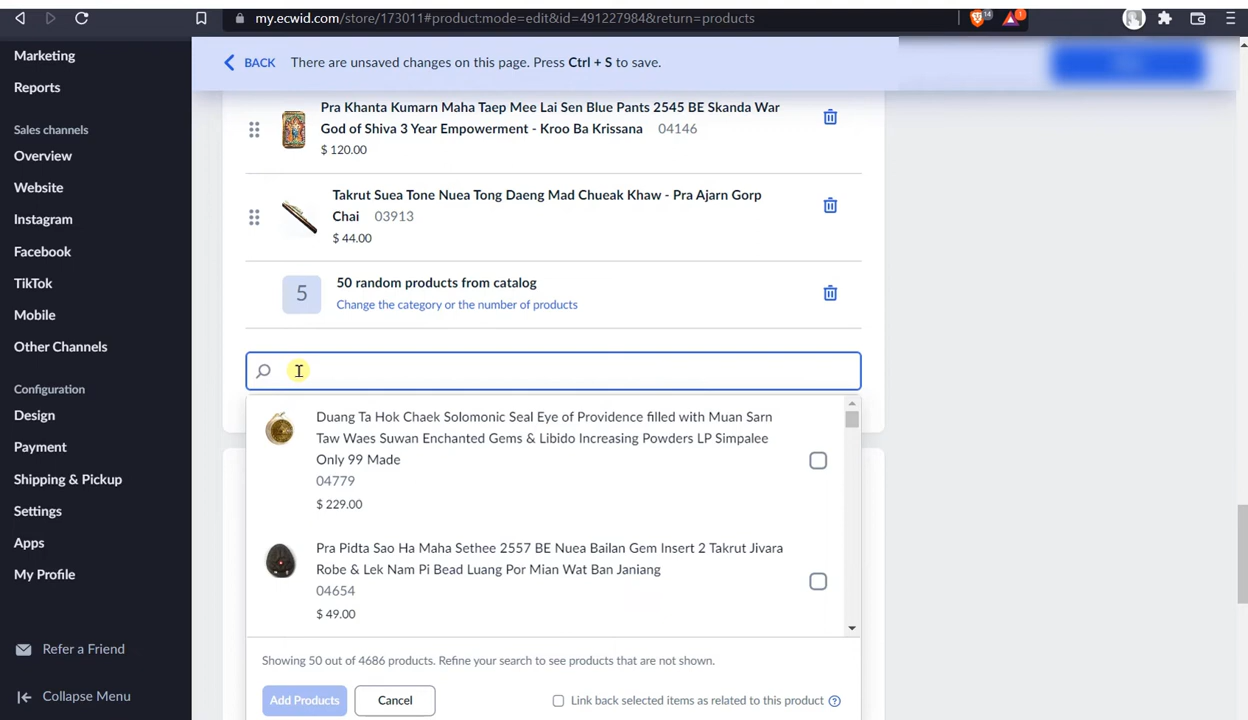 my.ecwid.com/store/173011#product:mode=edit&id=491227984&return=products
14
1
Marketing
Reports
Sales channels
Overview
Website
Instagram
Facebook
TikTok
Mobile
Other Channels
Configuration
Design
Payment
Shipping & Pickup
Settings
Apps
My Profile
Refer a Friend
Collapse Menu
BACK There are unsaved changes on this page. Press Ctrl + S to save.
Pra Khanta Kumarn Maha Taep Mee Lai Sen Blue Pants 2545 BE Skanda War
God of Shiva 3 Year Empowerment - Kroo Ba Krissana 04146
$ 120.00
Takrut Suea Tone Nuea Tong Daeng Mad Chueak Khaw - Pra Ajarn Gorp
Chai 03913
$ 44.00
5
50 random products from catalog
Change the category or the number of products
Duang Ta Hok Chaek Solomonic Seal Eye of Providence filled with Muan Sarn
Taw Waes Suwan Enchanted Gems & Libido Increasing Powders LP Simpalee
Only 99 Made
04779
$ 229.00
Pra Pidta Sao Ha Maha Sethee 2557 BE Nuea Bailan Gem Insert 2 Takrut Jivara
Robe & Lek Nam Pi Bead Luang Por Mian Wat Ban Janiang
04654
$ 49.00
Showing 50 out of 4686 products. Refine your search to see products that are not shown.
Add Products
Cancel
Link back selected items as related to this product ?